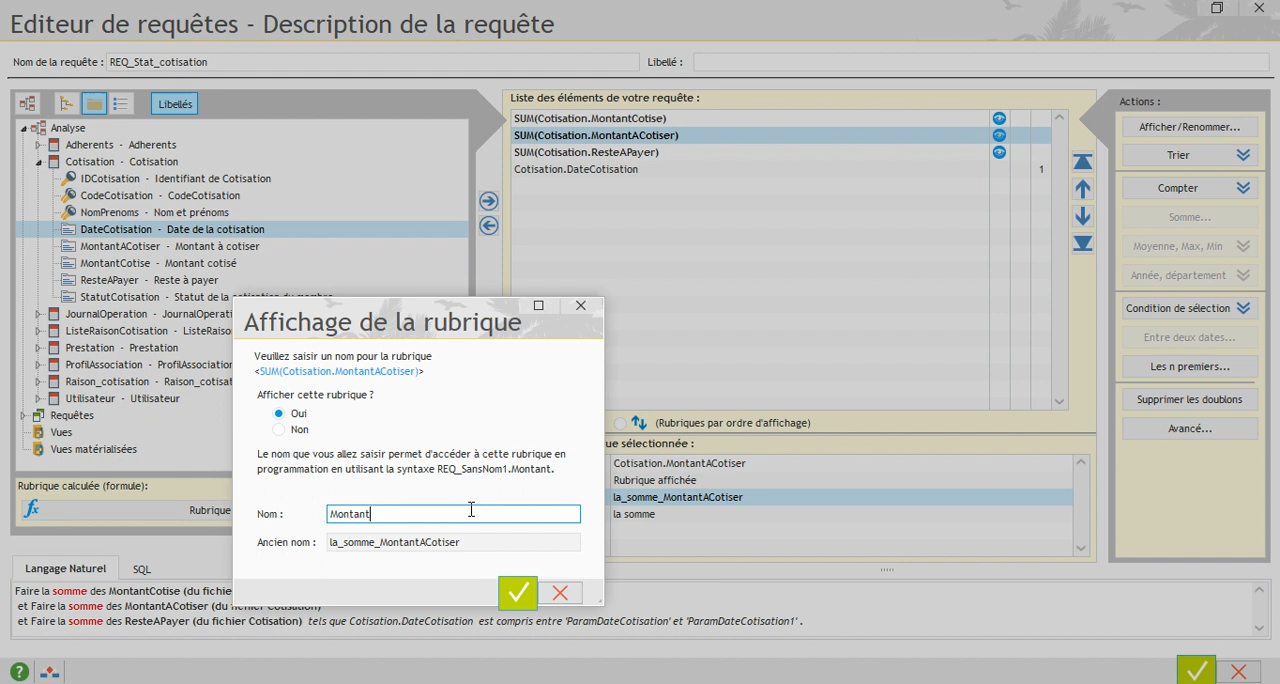 Editeur de requêtes - Description de la requête
Nom de la requête : REQ_Stat_cotisation
Libellé :
Libellés
Analyse
Adherents - Adherents
Cotisation - Cotisation
IDCotisation - Identifiant de Cotisation
CodeCotisation - CodeCotisation
NomPrenoms - Nom et prénoms
DateCotisation - Date de la cotisation
MontantACotiser - Montant à cotiser
MontantCotise - Montant cotisé
ResteAPayer - Reste à payer
StatutCotisation - Statut de la
JournalOperation - JournalOperati
ListeRaisonCotisation - ListeRaiso
Prestation - Prestation
ProfilAssociation - ProfilAssociation
Raison_cotisation - Raison_cotisat
Utilisateur - Utilisateur
Requêtes
Vues
Vues matérialisées
Rubrique calculée (formule):
fx
Rubrique
Liste des éléments de votre requête :
SUM(Cotisation.MontantCotise)
SUM(Cotisation.MontantACotiser)
SUM(Cotisation.ResteAPayer)
Cotisation.DateCotisation 1
(Rubriques par ordre d'affichage)
ue sélectionnée :
Cotisation.MontantACotiser
Rubrique affichée
la_somme_MontantACotiser
la somme
Actions :
Afficher/Renommer...
Trier
Compter
Somme...
Moyenne, Max, Min
Année, département
Condition de sélection
Entre deux dates...
Les n premiers...
Supprimer les doublons
Avancé...
Affichage de la rubrique
Veuillez saisir un nom pour la rubrique
<SUM(Cotisation.MontantACotiser)>
Afficher cette rubrique ?
Oui
Non
Le nom que vous allez saisir permet d'accéder à cette rubrique en
programmation en utilisant la syntaxe REQ_SansNom1.Montant.
Nom : Montant
Ancien nom : la_somme_MontantACotiser
Langage Naturel
SQL
Faire la somme des MontantCotise (du fichie
et Faire la somme des MontantACotiser (du fichier Cotisation)
et Faire la somme des ResteAPayer (du fichier Cotisation) tels que Cotisation.DateCotisation est compris entre 'ParamDateCotisation' et 'ParamDateCotisation1' .
?